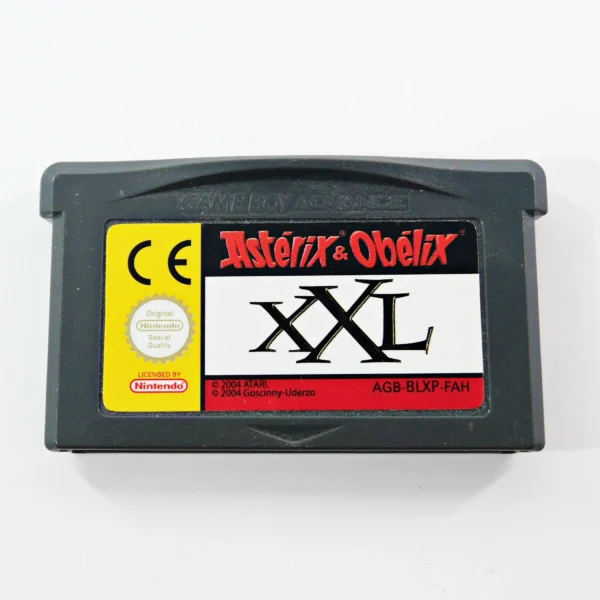 GAME BOY ADVANCE
CE
Astérix® & Obélix®
XXL
Original
Nintendo
Seal of
Quality
LICENSED BY
Nintendo
© 2004 ATARI.
© 2004 Goscinny-Uderzo
AGB-BLXP-FAH